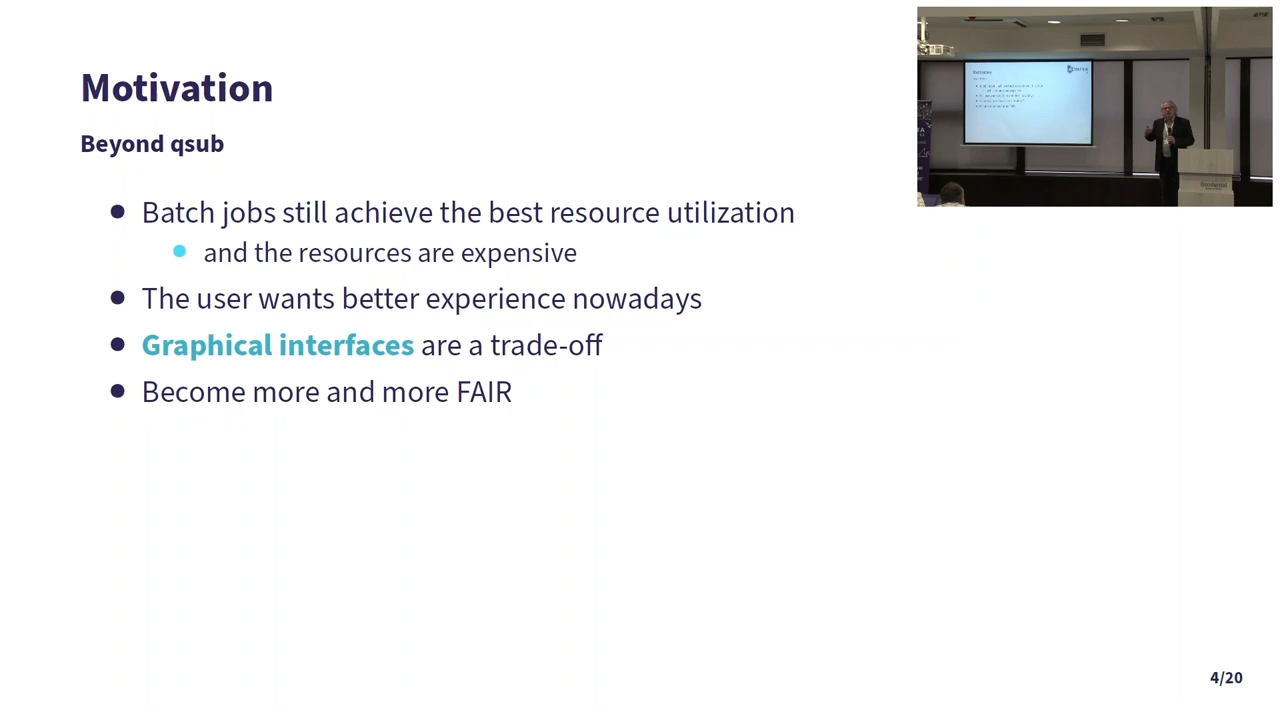 Motivation
Beyond qsub
Batch jobs still achieve the best resource utilization
and the resources are expensive
The user wants better experience nowadays
Graphical interfaces are a trade-off
Become more and more FAIR
4/20